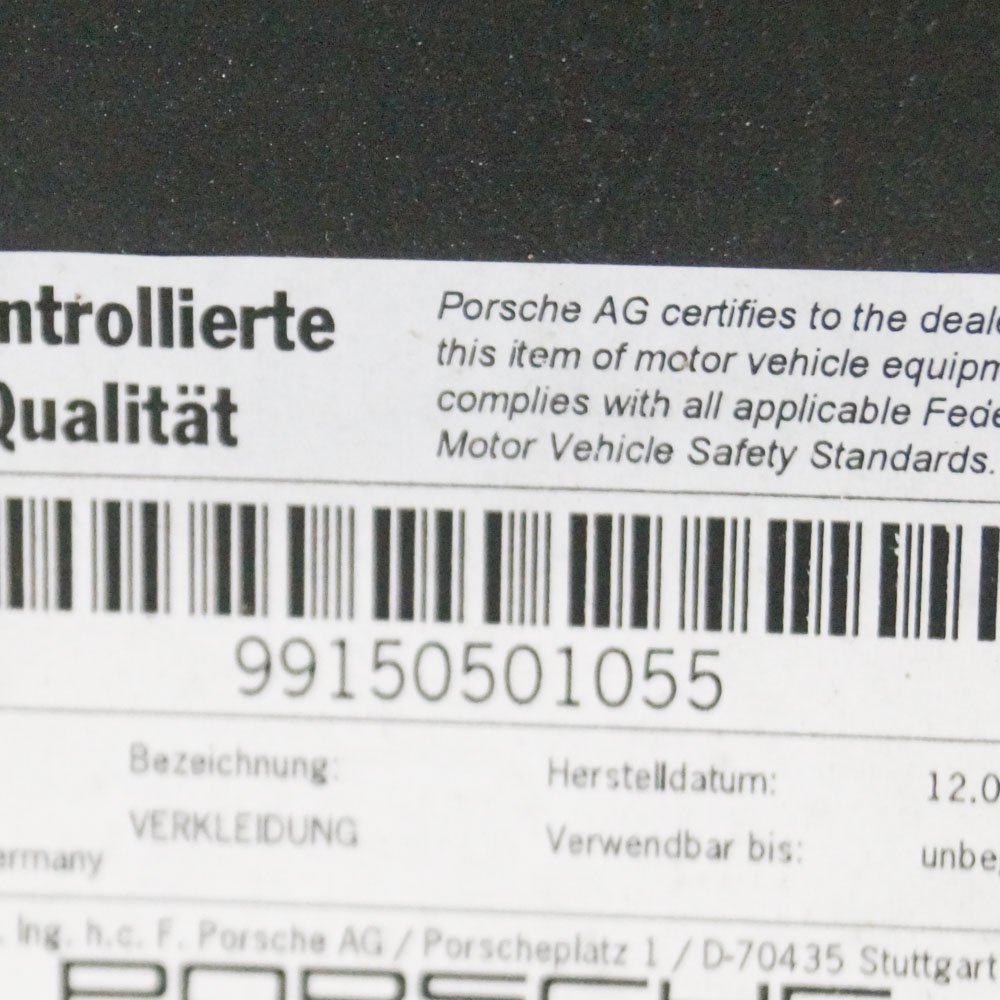 ntrollierte
Qualität
Porsche AG certifies to the deale
this item of motor vehicle equipm
complies with all applicable Fede
Motor Vehicle Safety Standards.
99150501055
Bezeichnung:
VERKLEIDUNG
ermany
Herstelldatum: 12.0
Verwendbar bis: unbeg
. Ing. h.c. F. Porsche AG / Porscheplatz 1 / D-70435 Stuttgart
PORSCHE